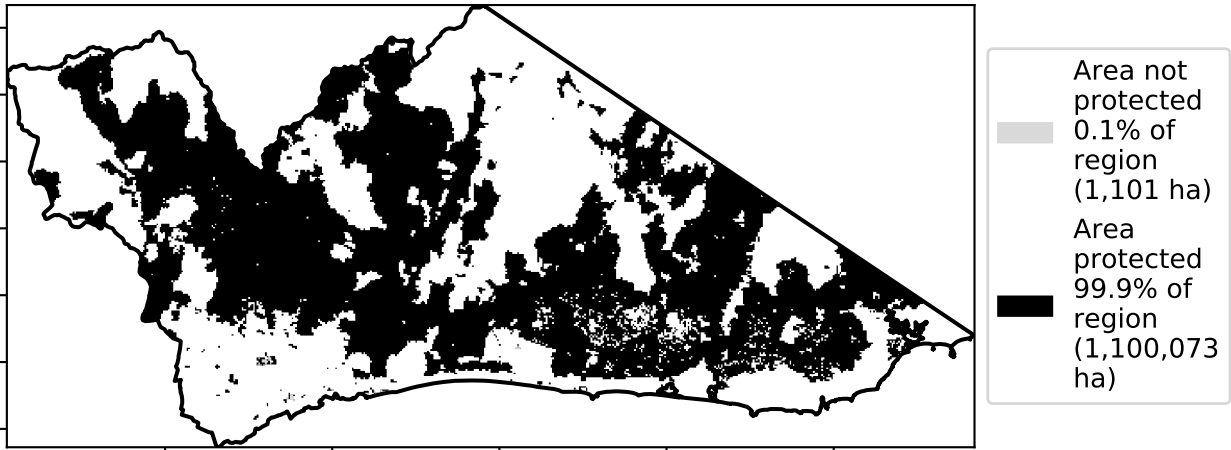 Area not
protected
0.1% of
region
(1,101 ha)
Area
protected
99.9% of
region
(1,100,073
ha)